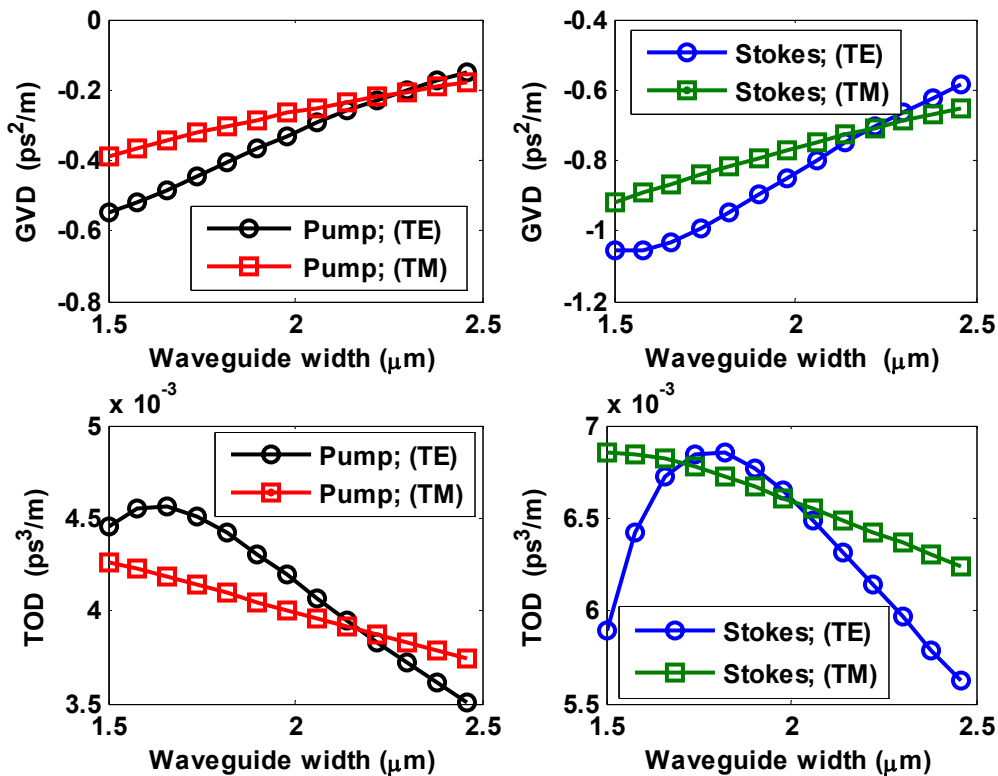 0
-0.2
-0.4
-0.6
-0.8
GVD (ps²/m)
Pump; (TE)
Pump; (TM)
1.5 2 2.5
Waveguide width (μm)
-0.4
-0.6
-0.8
-1
-1.2
GVD (ps²/m)
Stokes; (TE)
Stokes; (TM)
1.5 2 2.5
Waveguide width (μm)
x 10⁻³
5
4.5
4
3.5
TOD (ps³/m)
Pump; (TE)
Pump; (TM)
1.5 2 2.5
Waveguide width (μm)
x 10⁻³
7
6.5
6
5.5
TOD (ps³/m)
Stokes; (TE)
Stokes; (TM)
1.5 2 2.5
Waveguide width (μm)